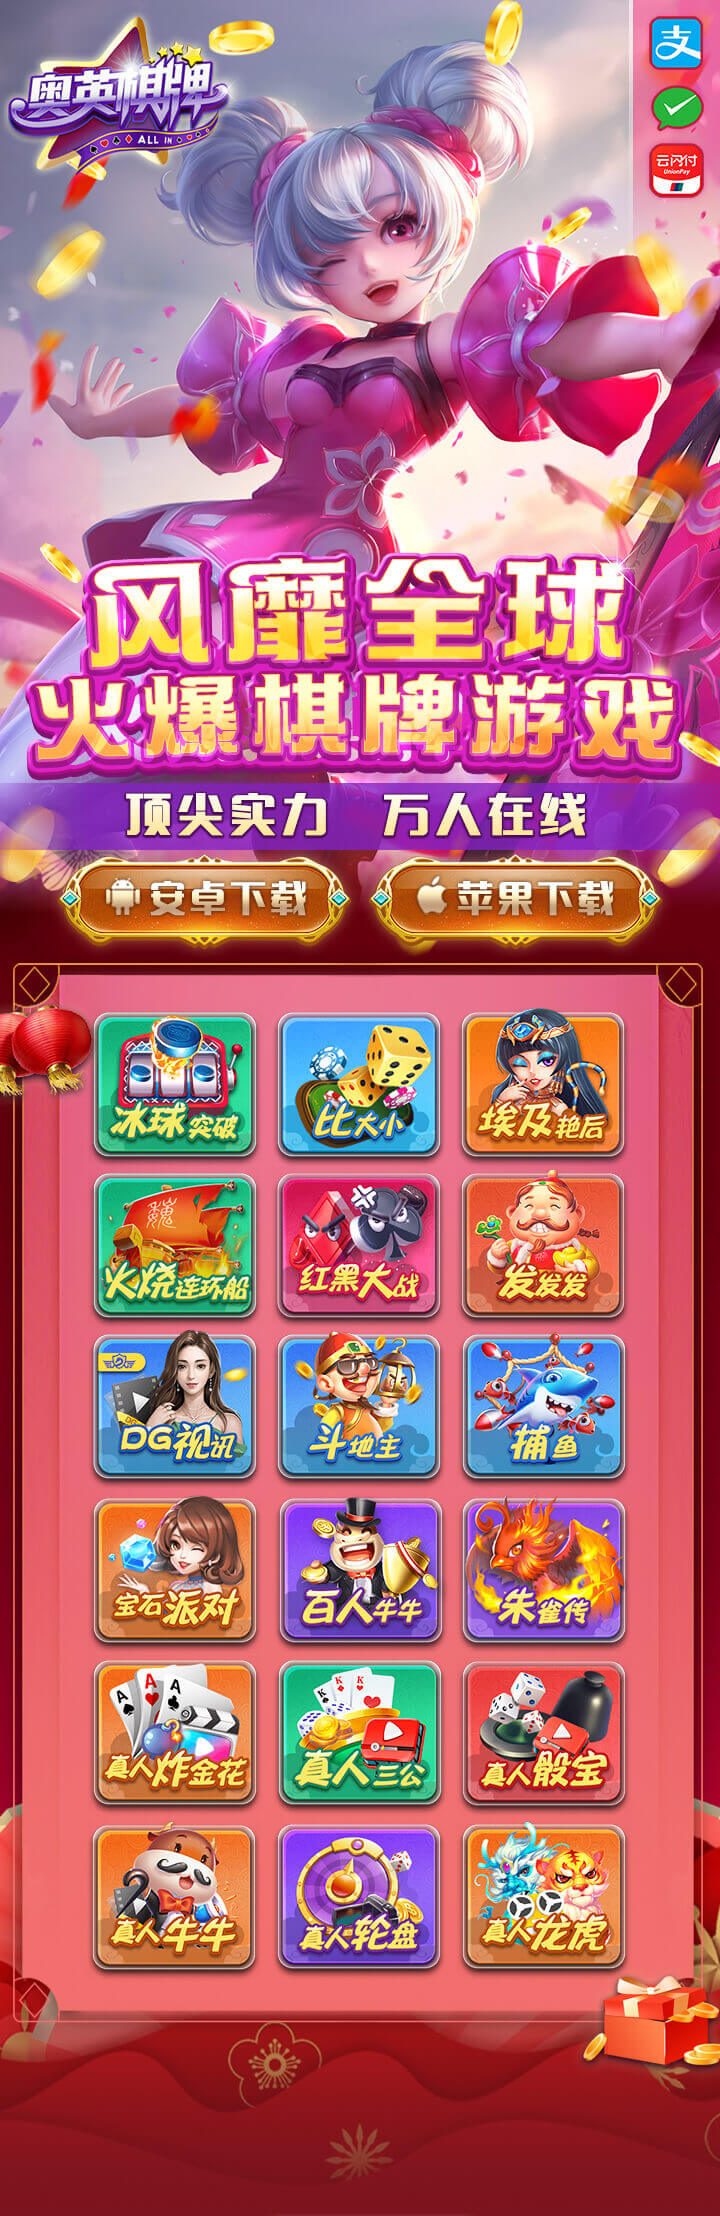 奥英棋牌
ALL IN
支
云闪付
UnionPay
风靡全球
火爆棋牌游戏
顶尖实力 万人在线
安卓下载 苹果下载
冰球突破 比大小 埃及艳后
魏
火烧连环船 红黑大战 发发发
DG视讯 斗地主 捕鱼
宝石派对 百人牛牛 朱雀传
A A A K K K
真人炸金花 真人三公 真人骰宝
真人牛牛 真人轮盘 真人龙虎